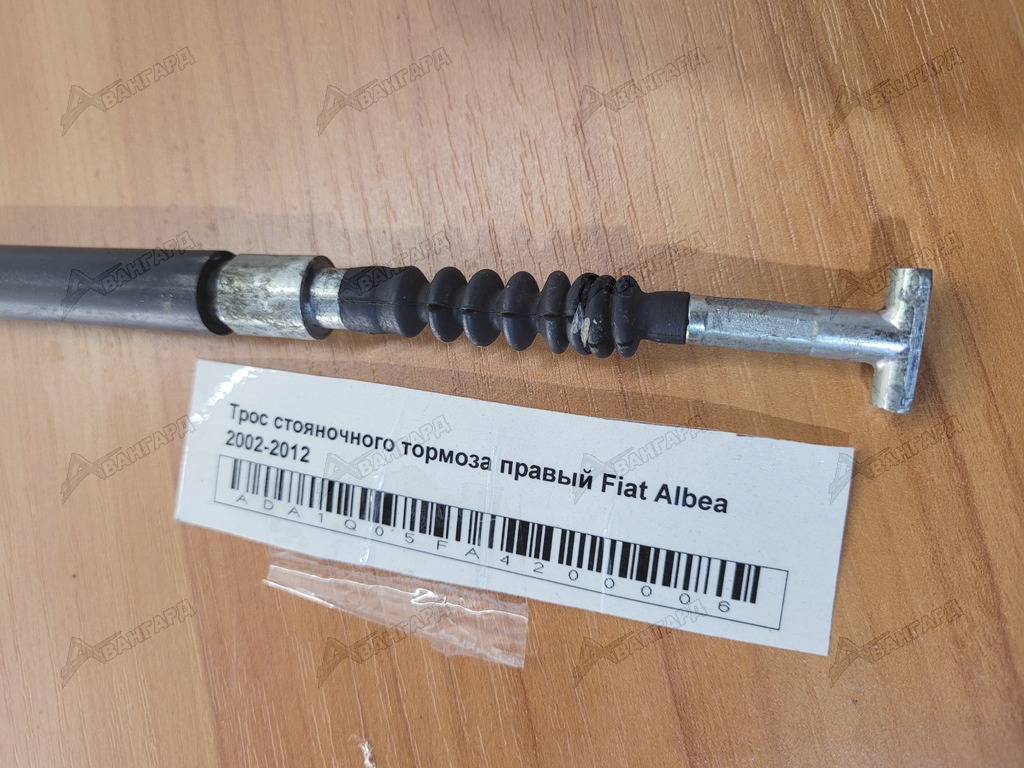 Трос стояночного тормоза правый Fiat Albea
2002-2012
ADA1Q05FA4200006
АВАНГАРД